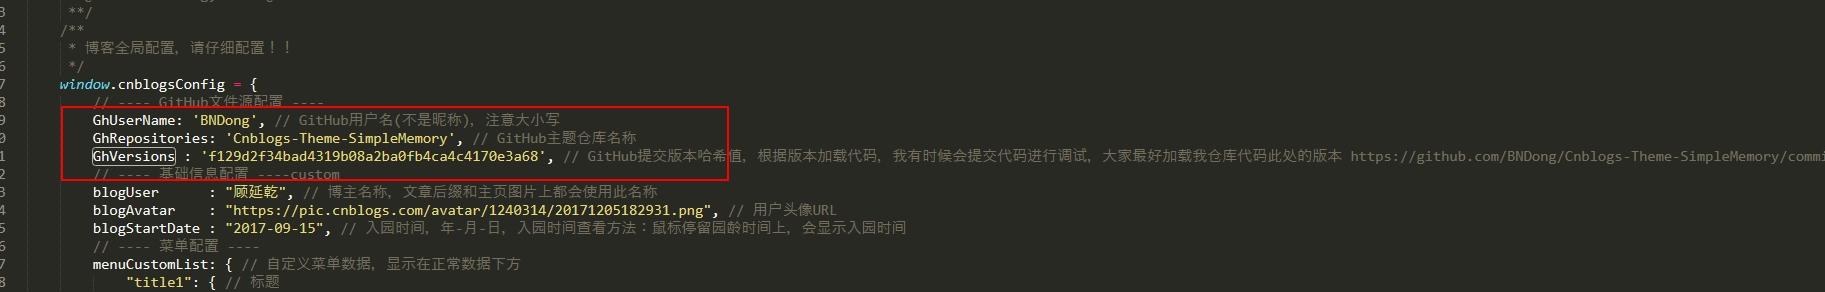 3 **/
4 /**
5 * 博客全局配置, 请仔细配置！！
6 */
7 window.cnblogsConfig = {
8 // ---- GitHub文件源配置 ----
9 GhUserName: 'BNDong', // GitHub用户名(不是昵称), 注意大小写
0 GhRepositories: 'Cnblogs-Theme-SimpleMemory', // GitHub主题仓库名称
1 GhVersions : 'f129d2f34bad4319b08a2ba0fb4ca4c4170e3a68', // GitHub提交版本哈希值, 根据版本加载代码, 我有时候会提交代码进行调试, 大家最好加载我仓库代码此处的版本 https://github.com/BNDong/Cnblogs-Theme-SimpleMemory/commi
2 // ---- 基础信息配置 ----custom
3 blogUser : "顾延乾", // 博主名称, 文章后缀和主页图片上都会使用此名称
4 blogAvatar : "https://pic.cnblogs.com/avatar/1240314/20171205182931.png", // 用户头像URL
5 blogStartDate : "2017-09-15", // 入园时间, 年-月-日, 入园时间查看方法：鼠标停留园龄时间上, 会显示入园时间
6 // ---- 菜单配置 ----
7 menuCustomList: { // 自定义菜单数据, 显示在正常数据下方
8 "title1": { // 标题